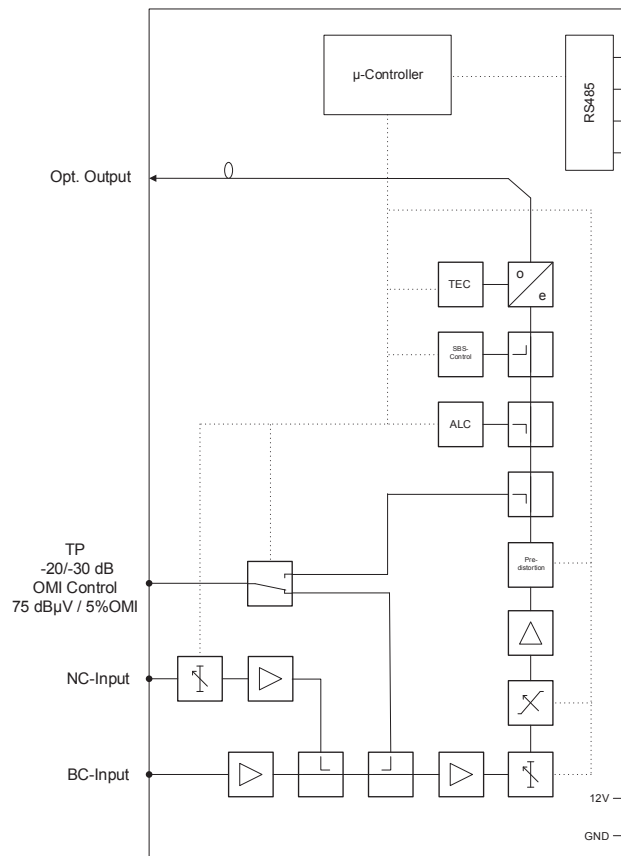 µ-Controller
RS485
Opt. Output
o
e
TEC
SBS-
Control
ALC
TP
-20/-30 dB
OMI Control
75 dBµV / 5%OMI
Pre-
distortion
NC-Input
BC-Input
12V
GND